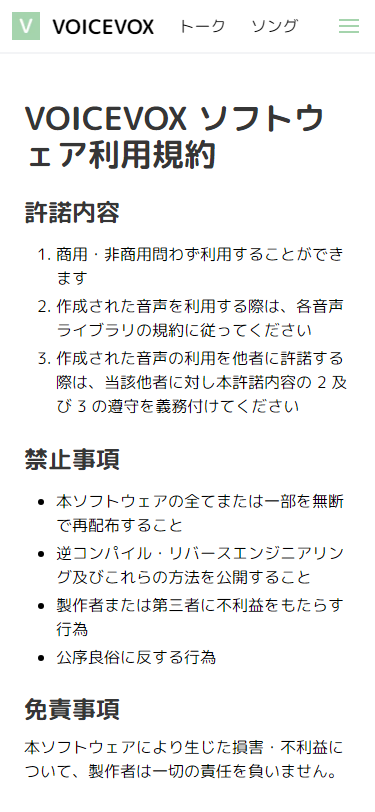 V VOICEVOX トーク ソング
VOICEVOX ソフトウ
ェア利用規約
許諾内容
1. 商用・非商用問わず利用することができ
ます
2. 作成された音声を利用する際は、各音声
ライブラリの規約に従ってください
3. 作成された音声の利用を他者に許諾する
際は、当該他者に対し本許諾内容の 2 及
び 3 の遵守を義務付けてください
禁止事項
• 本ソフトウェアの全てまたは一部を無断
で再配布すること
• 逆コンパイル・リバースエンジニアリン
グ及びこれらの方法を公開すること
• 製作者または第三者に不利益をもたらす
行為
• 公序良俗に反する行為
免責事項
本ソフトウェアにより生じた損害・不利益に
ついて、製作者は一切の責任を負いません。